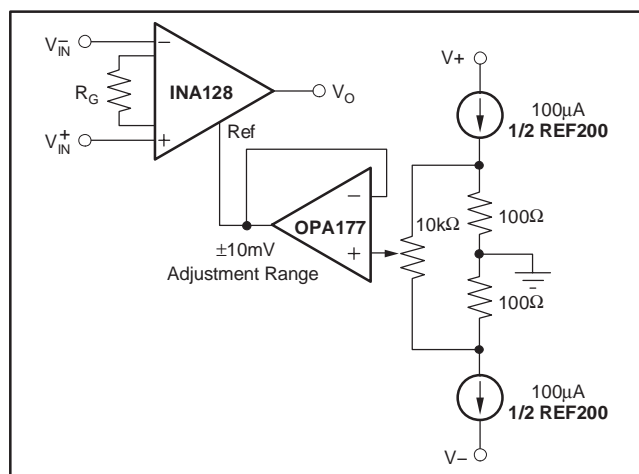 V⁻IN
RG
V⁺IN
−
+
INA128
VO
Ref
V+
100µA
1/2 REF200
−
+
OPA177
10kΩ
100Ω
±10mV
Adjustment Range
100Ω
100µA
1/2 REF200
V−